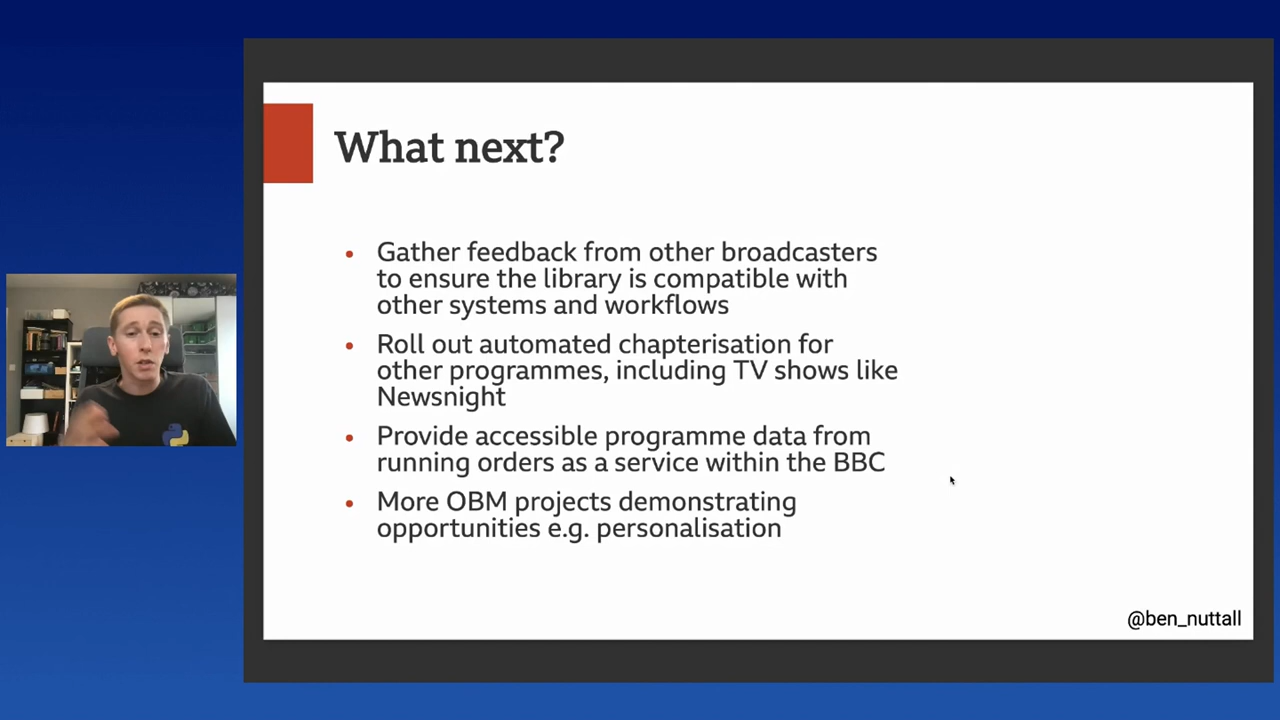 What next?
• Gather feedback from other broadcasters
to ensure the library is compatible with
other systems and workflows
• Roll out automated chapterisation for
other programmes, including TV shows like
Newsnight
• Provide accessible programme data from
running orders as a service within the BBC
• More OBM projects demonstrating
opportunities e.g. personalisation
@ben_nuttall